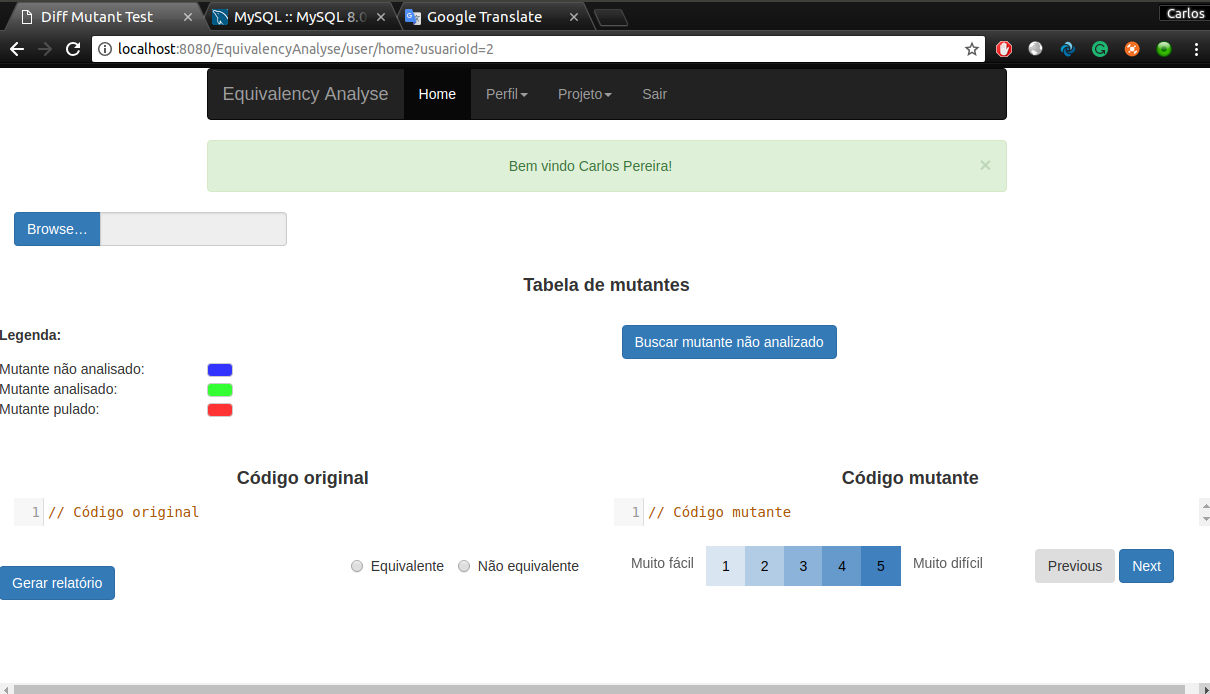 Diff Mutant Test
MySQL :: MySQL 8.0
Google Translate
Carlos
localhost:8080/EquivalencyAnalyse/user/home?usuarioId=2
Equivalency Analyse Home Perfil Projeto Sair
Bem vindo Carlos Pereira! ×
Browse…
Tabela de mutantes
Legenda:
Buscar mutante não analizado
Mutante não analisado:
Mutante analisado:
Mutante pulado:
Código original
Código mutante
1 // Código original
1 // Código mutante
Equivalente Não equivalente
Muito fácil 1 2 3 4 5 Muito difícil
Previous Next
Gerar relatório